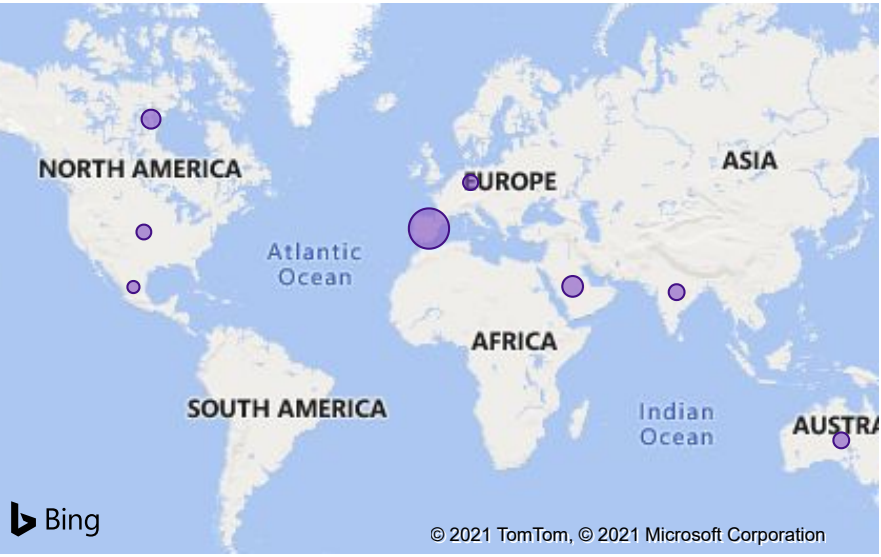 NORTH AMERICA
EUROPE
ASIA
Atlantic
Ocean
AFRICA
SOUTH AMERICA
Indian
Ocean
AUSTRA
Bing
© 2021 TomTom, © 2021 Microsoft Corporation